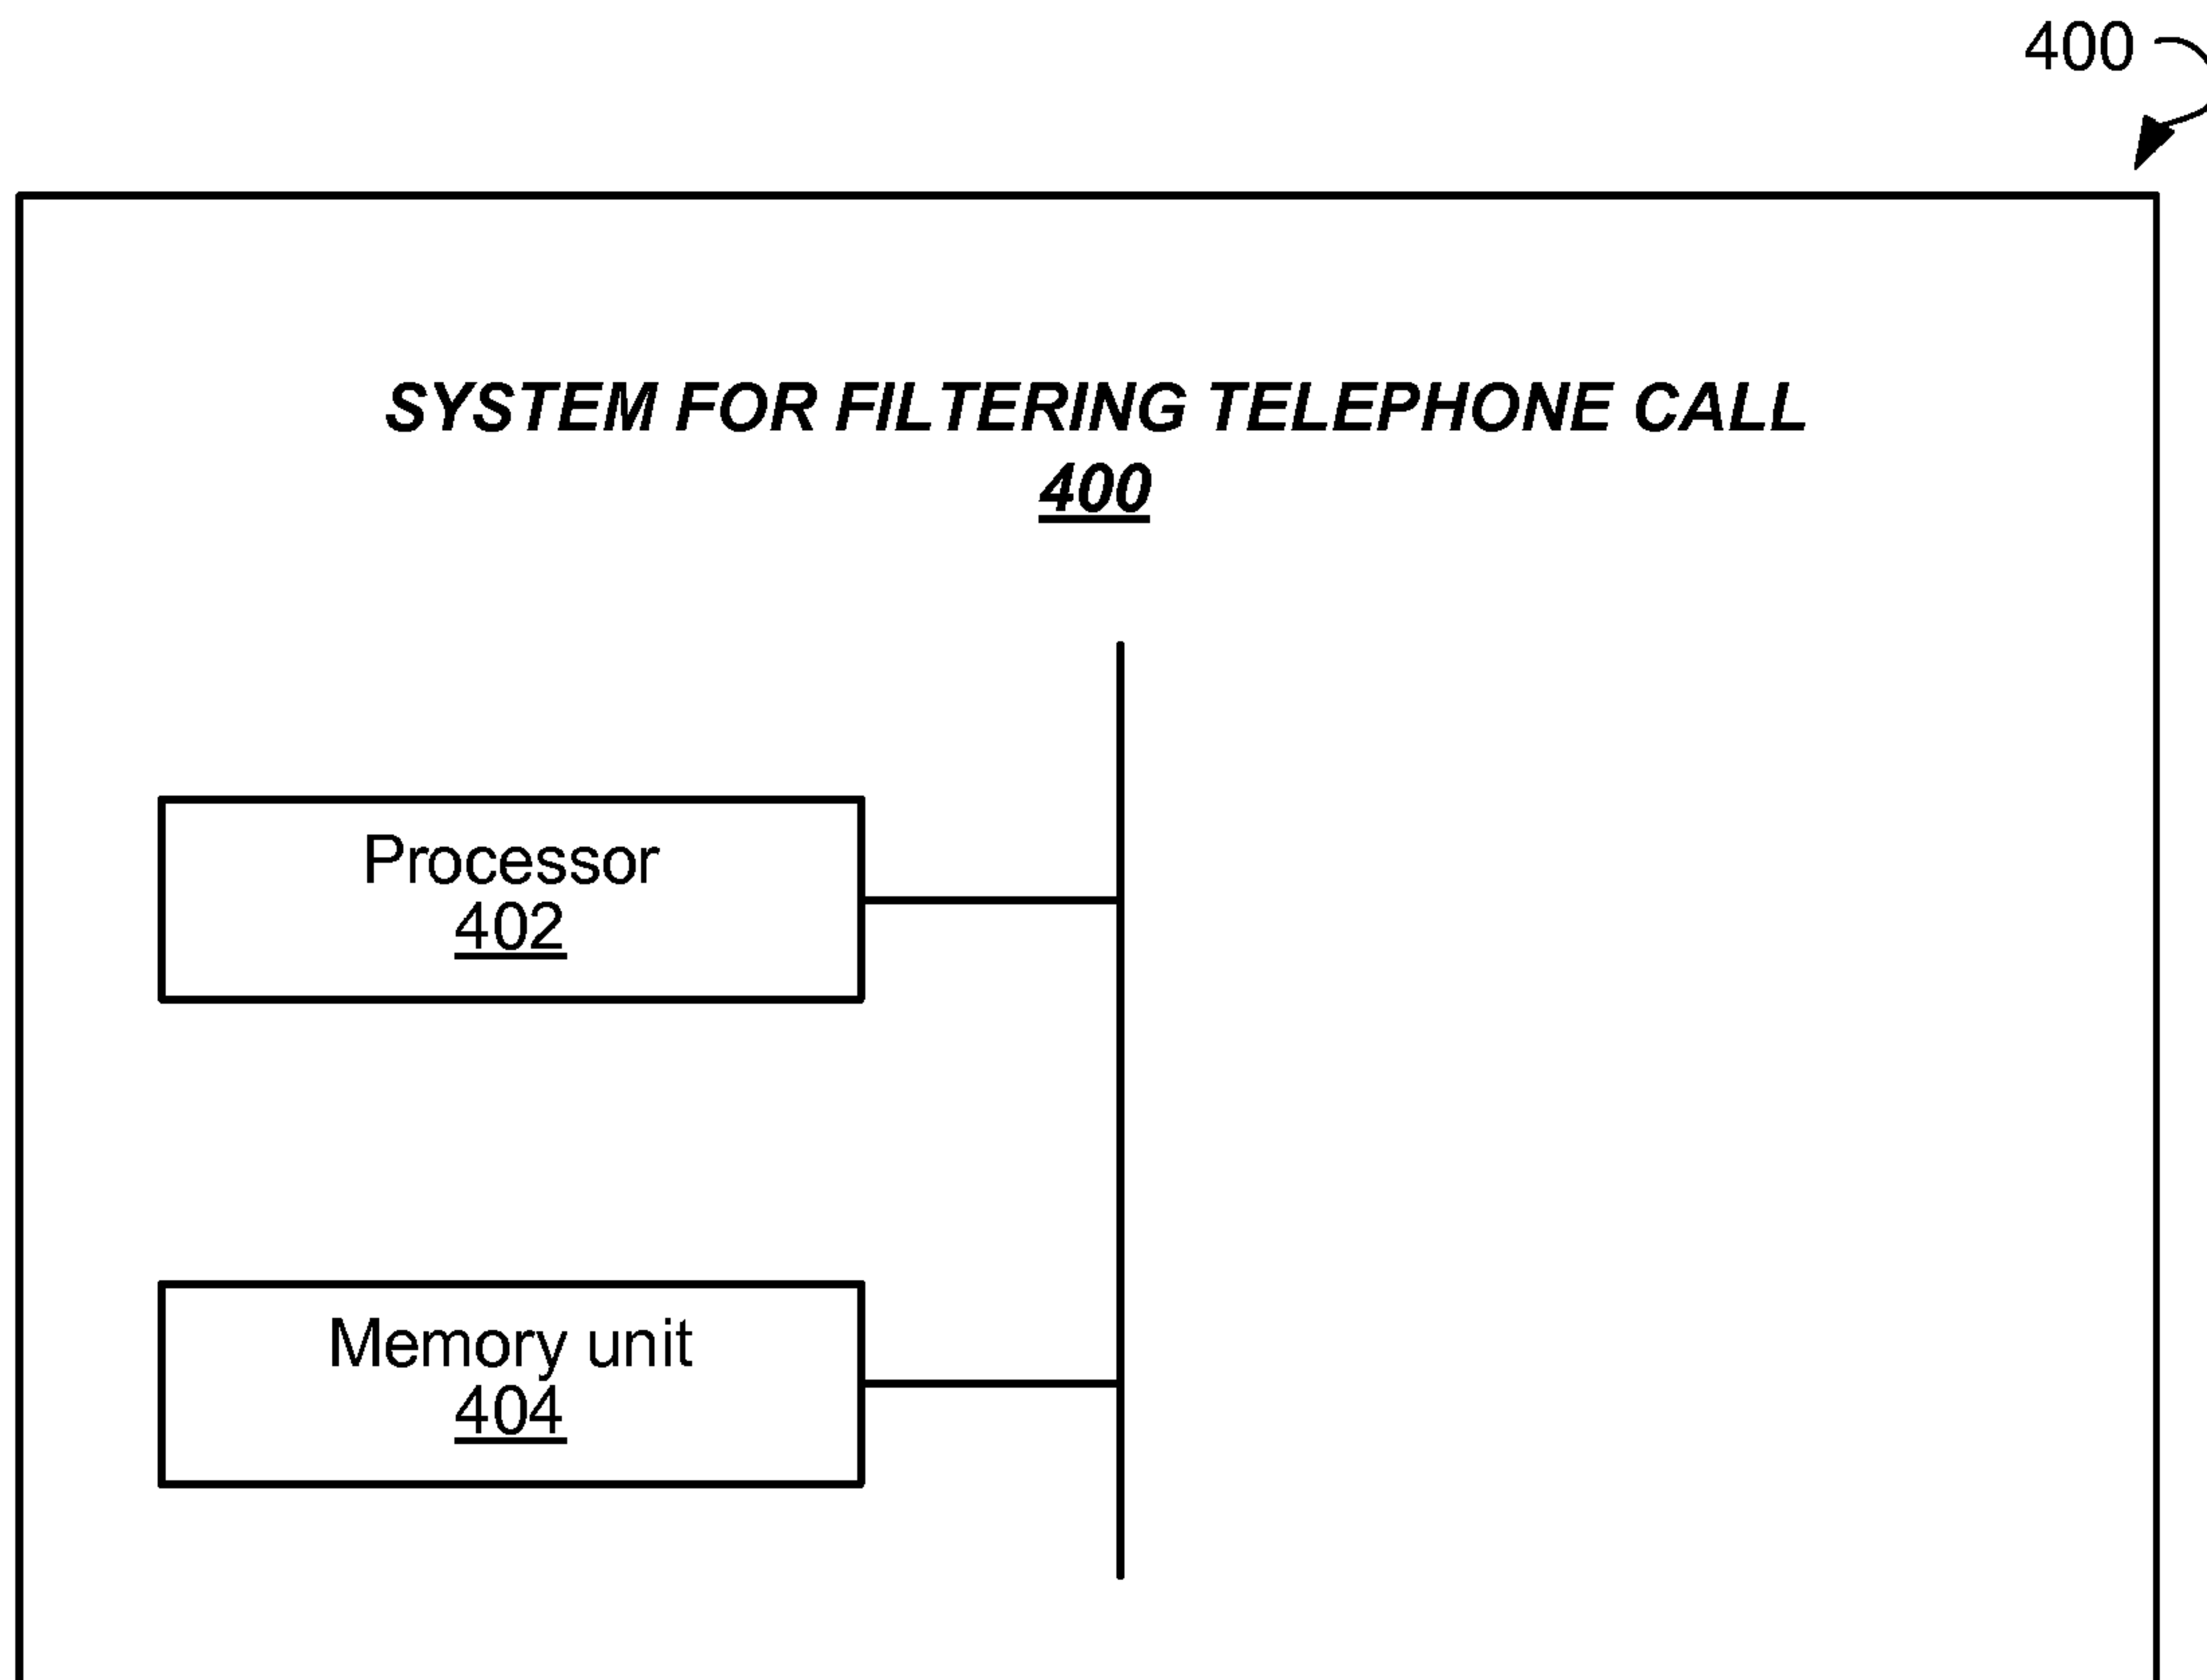 400
SYSTEM FOR FILTERING TELEPHONE CALL
400
Processor
402
Memory unit
404